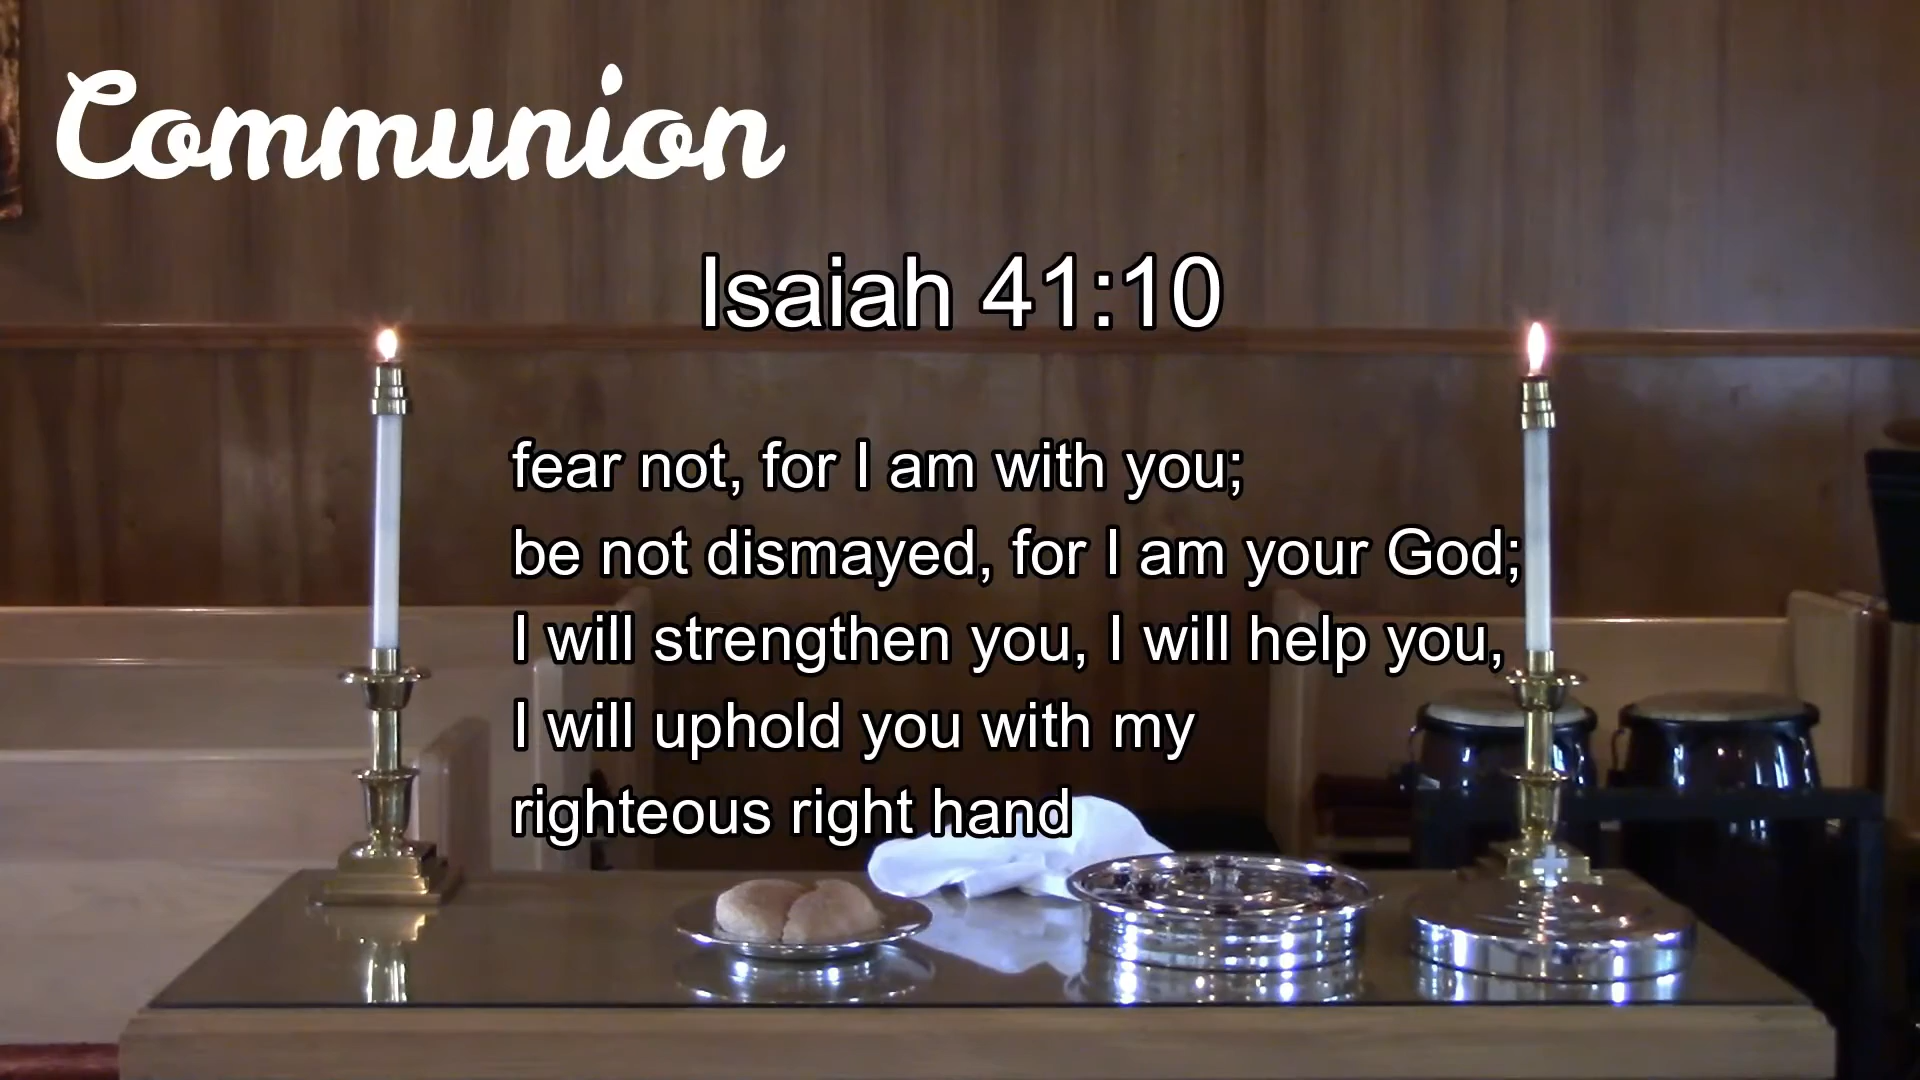 Communion
Isaiah 41:10
fear not, for I am with you;
be not dismayed, for I am your God;
I will strengthen you, I will help you,
I will uphold you with my
righteous right hand